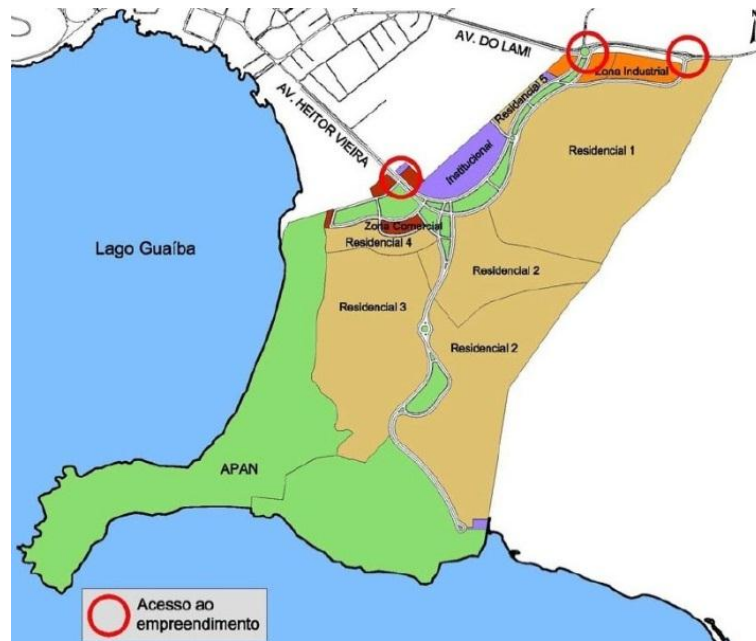 AV. DO LAMI
Zona Industrial
AV. HEITOR VIEIRA
Residencial 5
Residencial 1
Institucional
Zona Comercial
Lago Guaíba
Residencial 4
Residencial 2
Residencial 3
Residencial 2
APAN
Acesso ao
empreendimento